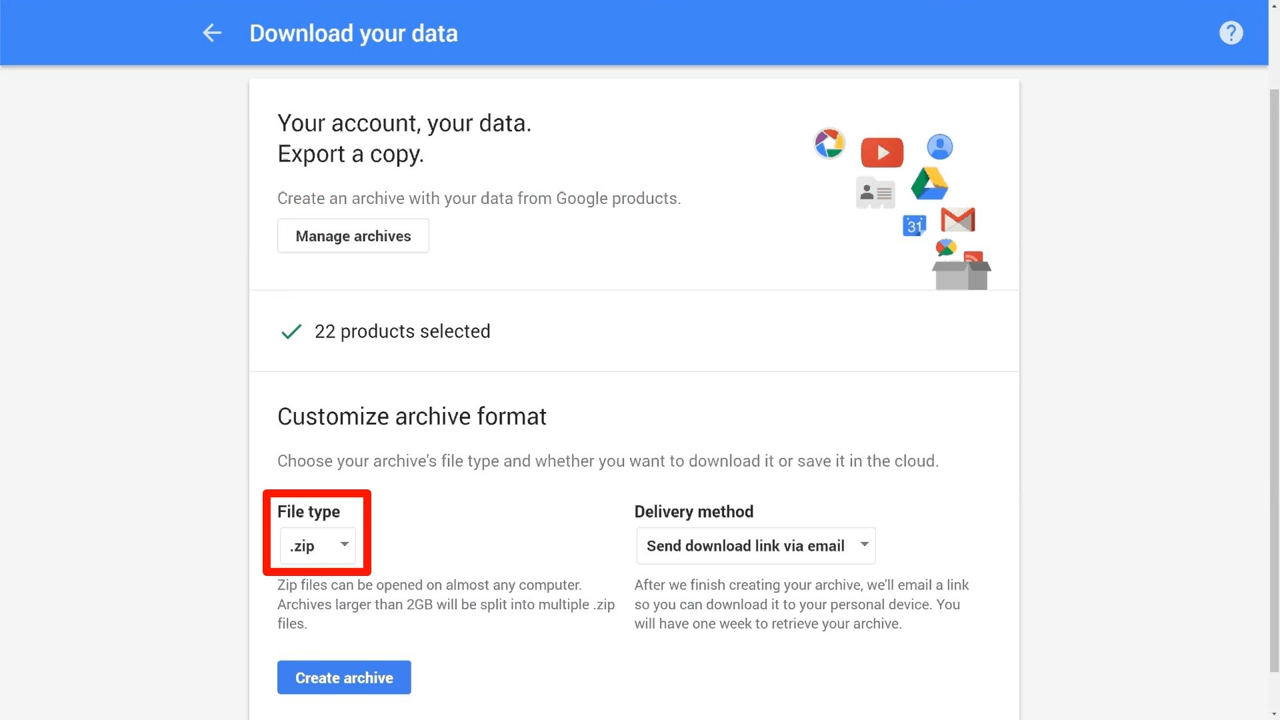 Download your data
?
Your account, your data.
Export a copy.
Create an archive with your data from Google products.
Manage archives
31
22 products selected
Customize archive format
Choose your archive's file type and whether you want to download it or save it in the cloud.
File type
.zip
Zip files can be opened on almost any computer.
Archives larger than 2GB will be split into multiple .zip
files.
Delivery method
Send download link via email
After we finish creating your archive, we'll email a link
so you can download it to your personal device. You
will have one week to retrieve your archive.
Create archive